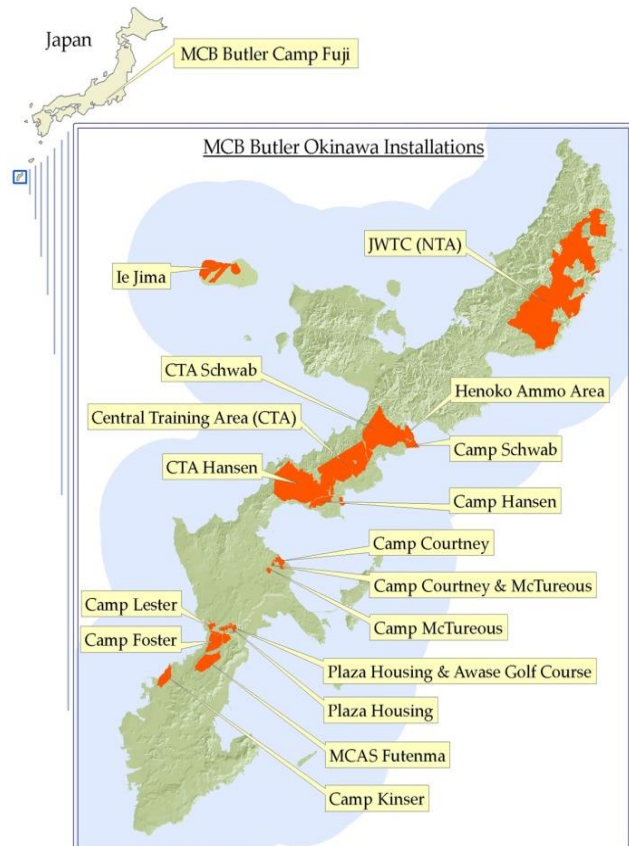 Japan
MCB Butler Camp Fuji
MCB Butler Okinawa Installations
JWTC (NTA)
Ie Jima
CTA Schwab
Henoko Ammo Area
Central Training Area (CTA)
Camp Schwab
CTA Hansen
Camp Hansen
Camp Courtney
Camp Courtney & McTureous
Camp Lester
Camp McTureous
Camp Foster
Plaza Housing & Awase Golf Course
Plaza Housing
MCAS Futenma
Camp Kinser